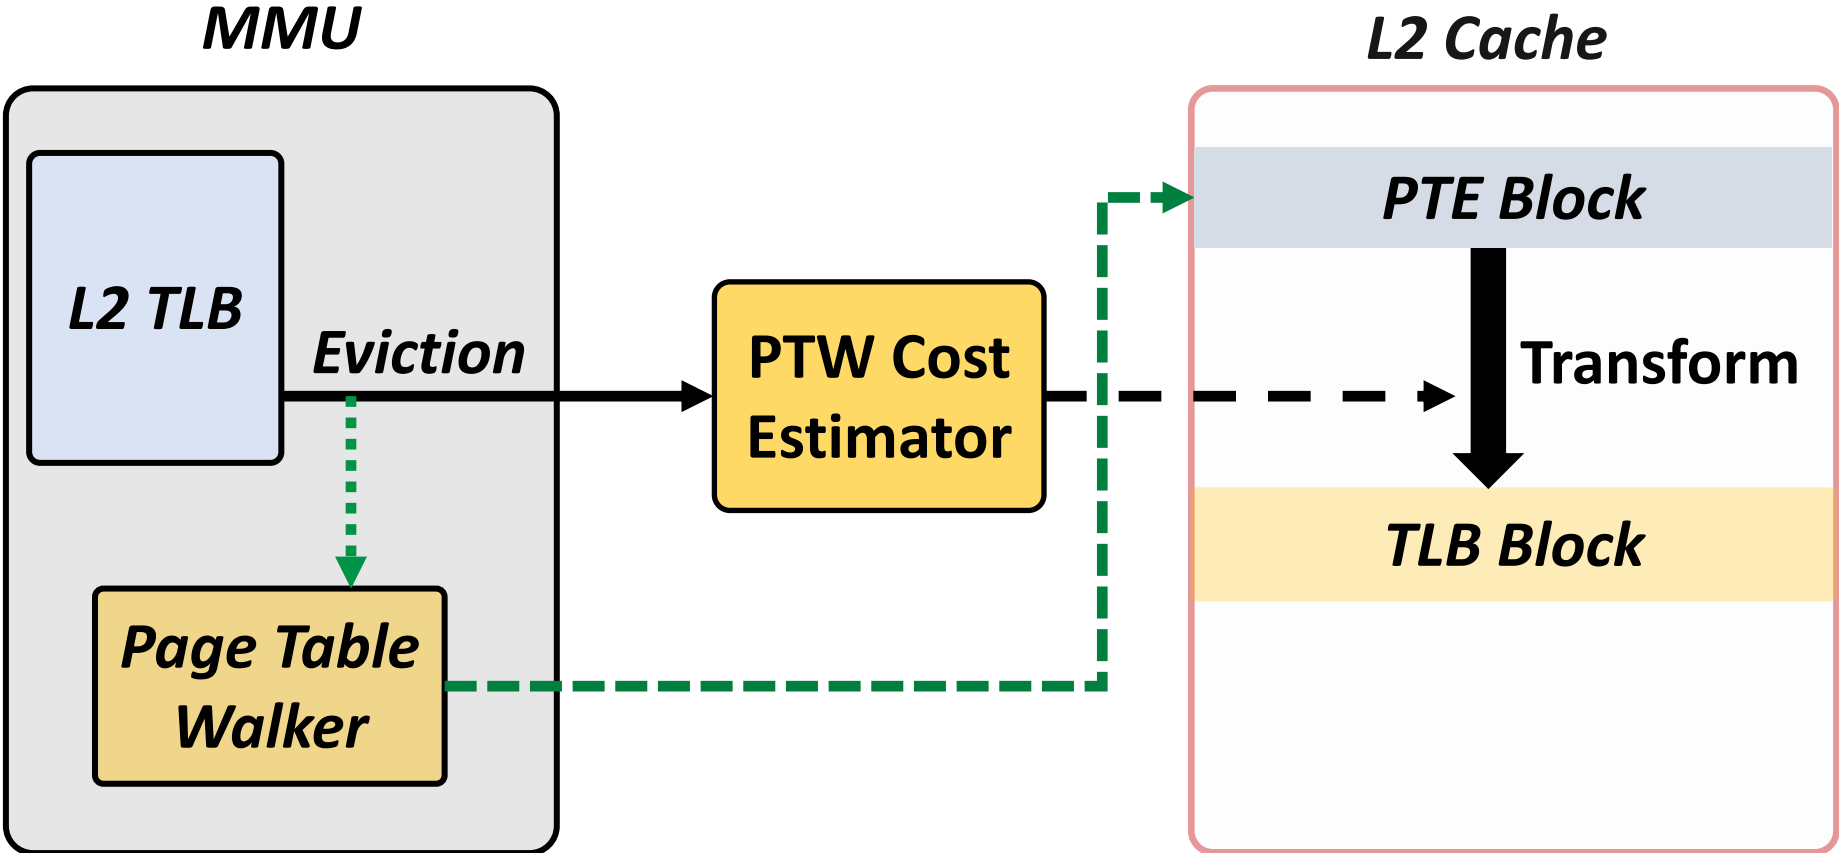 MMU
L2 Cache
L2 TLB
Eviction
PTW Cost
Estimator
PTE Block
Transform
TLB Block
Page Table
Walker